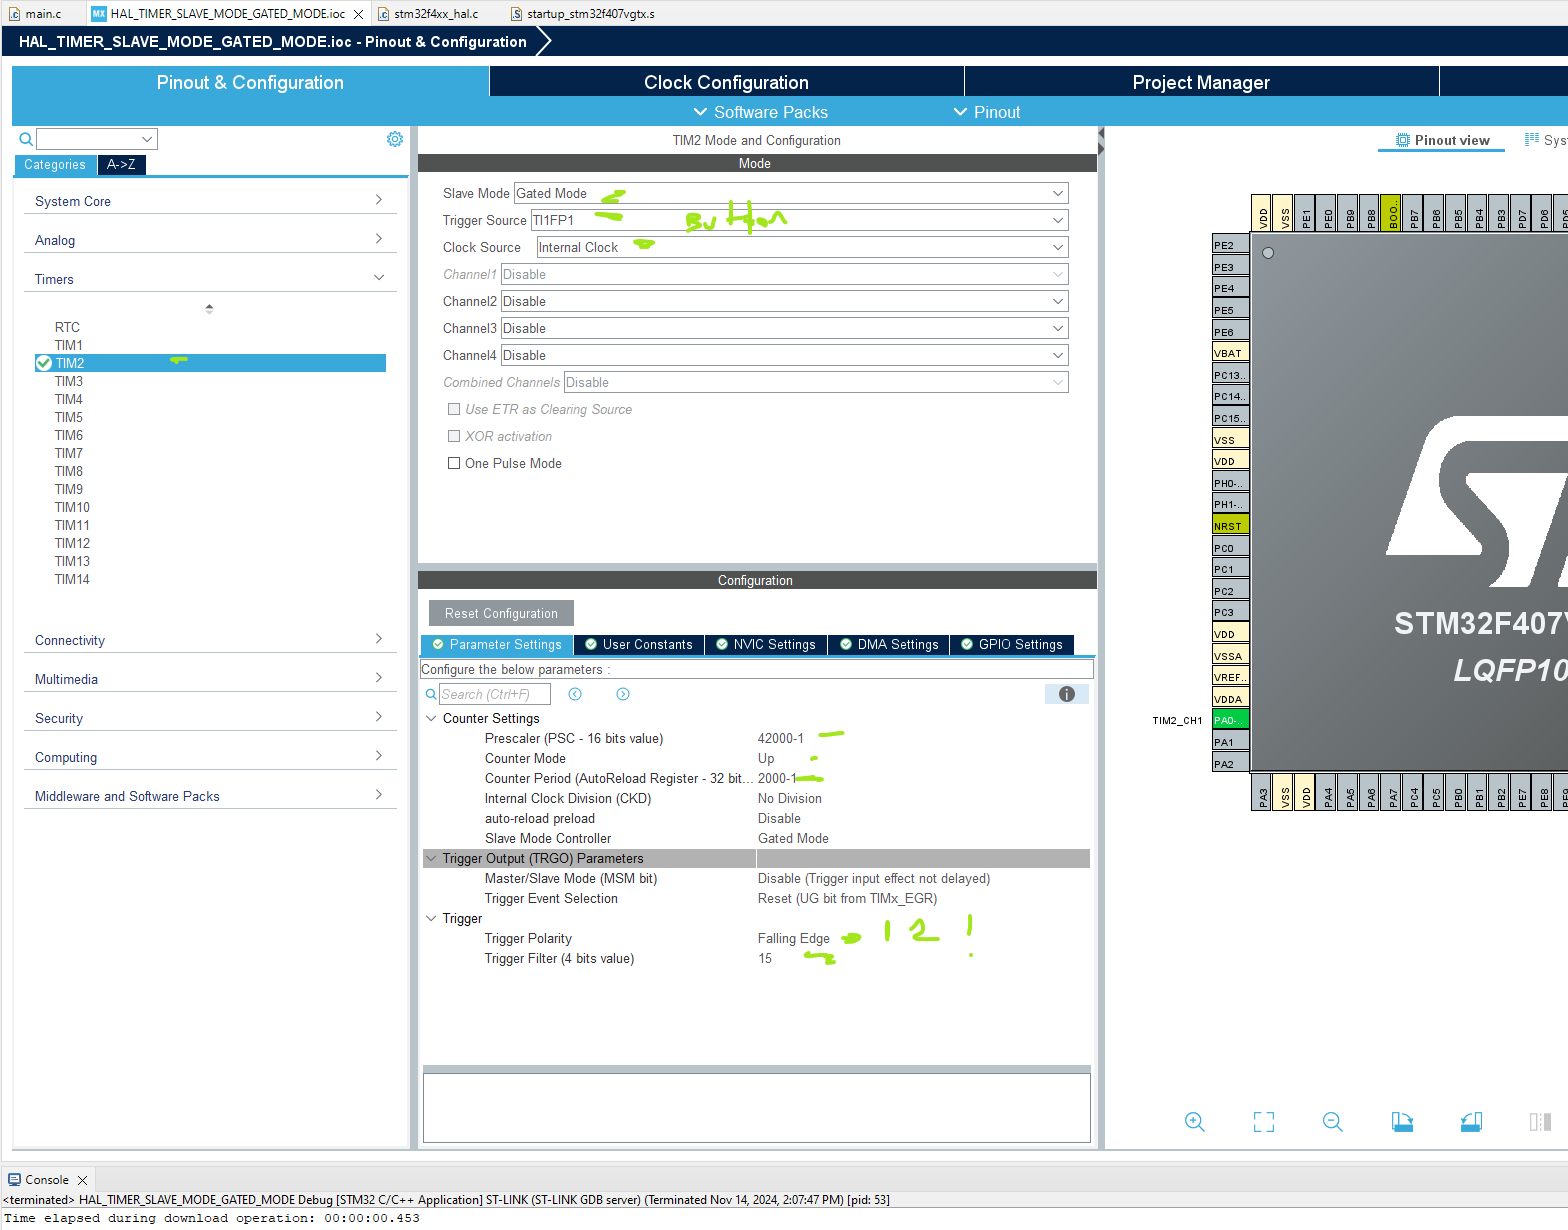 main.c
HAL_TIMER_SLAVE_MODE_GATED_MODE.ioc
stm32f4xx_hal.c
startup_stm32f407vgtx.s
HAL_TIMER_SLAVE_MODE_GATED_MODE.ioc - Pinout & Configuration
Pinout & Configuration
Clock Configuration
Project Manager
Software Packs
Pinout
Categories
A->Z
System Core
Analog
Timers
RTC
TIM1
TIM2
TIM3
TIM4
TIM5
TIM6
TIM7
TIM8
TIM9
TIM10
TIM11
TIM12
TIM13
TIM14
Connectivity
Multimedia
Security
Computing
Middleware and Software Packs
TIM2 Mode and Configuration
Mode
Slave Mode Gated Mode
Trigger Source TI1FP1
Button
Clock Source Internal Clock
Channel1 Disable
Channel2 Disable
Channel3 Disable
Channel4 Disable
Combined Channels Disable
Use ETR as Clearing Source
XOR activation
One Pulse Mode
Configuration
Reset Configuration
Parameter Settings
User Constants
NVIC Settings
DMA Settings
GPIO Settings
Configure the below parameters :
Search (Ctrl+F)
Counter Settings
Prescaler (PSC - 16 bits value) 42000-1
Counter Mode Up
Counter Period (AutoReload Register - 32 bit... 2000-1
Internal Clock Division (CKD) No Division
auto-reload preload Disable
Slave Mode Controller Gated Mode
Trigger Output (TRGO) Parameters
Master/Slave Mode (MSM bit) Disable (Trigger input effect not delayed)
Trigger Event Selection Reset (UG bit from TIMx_EGR)
Trigger
Trigger Polarity Falling Edge 12 !
Trigger Filter (4 bits value) 15
Pinout view
Sys
VDD
VSS
PE1
PE0
PB9
PB8
BOO..
PB7
PB6
PB5
PB4
PB3
PD7
PD6
PD5
PE2
PE3
PE4
PE5
PE6
VBAT
PC13..
PC14..
PC15..
VSS
VDD
PH0-..
PH1-..
NRST
PC0
PC1
PC2
PC3
VDD
VSSA
VREF..
VDDA
TIM2_CH1 PA0-..
PA1
PA2
STM32F407V
LQFP10
PA3
VSS
VDD
PA4
PA5
PA6
PA7
PC4
PC5
PB0
PB1
PB2
PE7
PE8
PE9
Console
<terminated> HAL_TIMER_SLAVE_MODE_GATED_MODE Debug [STM32 C/C++ Application] ST-LINK (ST-LINK GDB server) (Terminated Nov 14, 2024, 2:07:47 PM) [pid: 53]
Time elapsed during download operation: 00:00:00.453